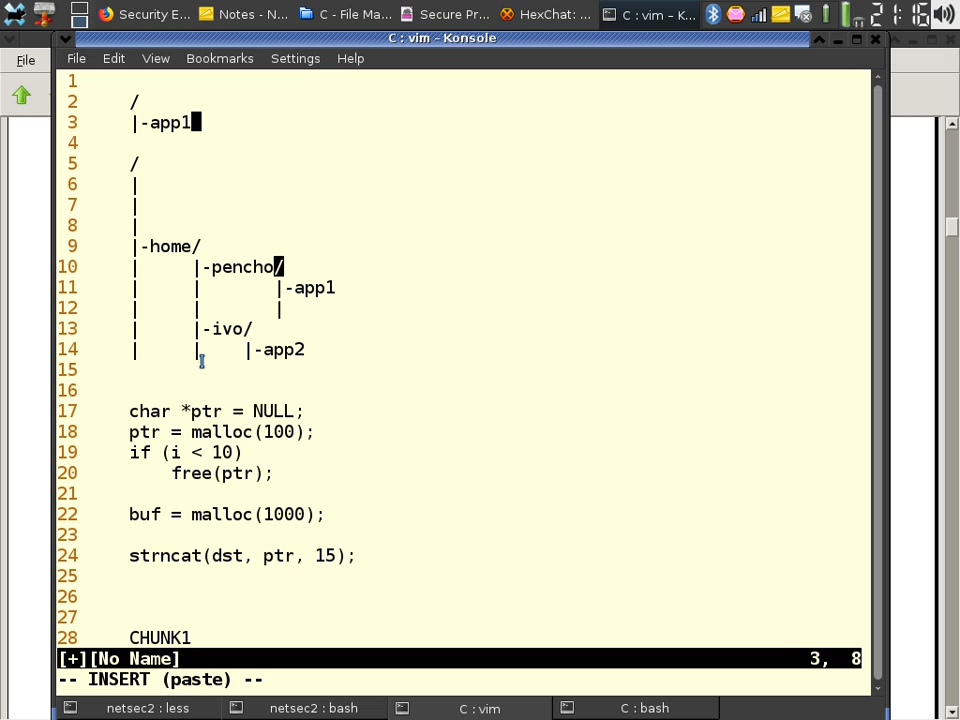 Security E...
Notes - N...
C - File Ma...
Secure Pr...
HexChat: ...
C : vim – K...
21:16
C : vim – Konsole
File
File Edit View Bookmarks Settings Help
1
2 /
3 |-app1
4
5 /
6 |
7 |
8 |
9 |-home/
10 | |-pencho/
11 | | |-app1
12 | | |
13 | |-ivo/
14 | | |-app2
15
16
17 char *ptr = NULL;
18 ptr = malloc(100);
19 if (i < 10)
20 free(ptr);
21
22 buf = malloc(1000);
23
24 strncat(dst, ptr, 15);
25
26
27
28 CHUNK1
[+][No Name] 3, 8
-- INSERT (paste) --
netsec2 : less
netsec2 : bash
C : vim
C : bash